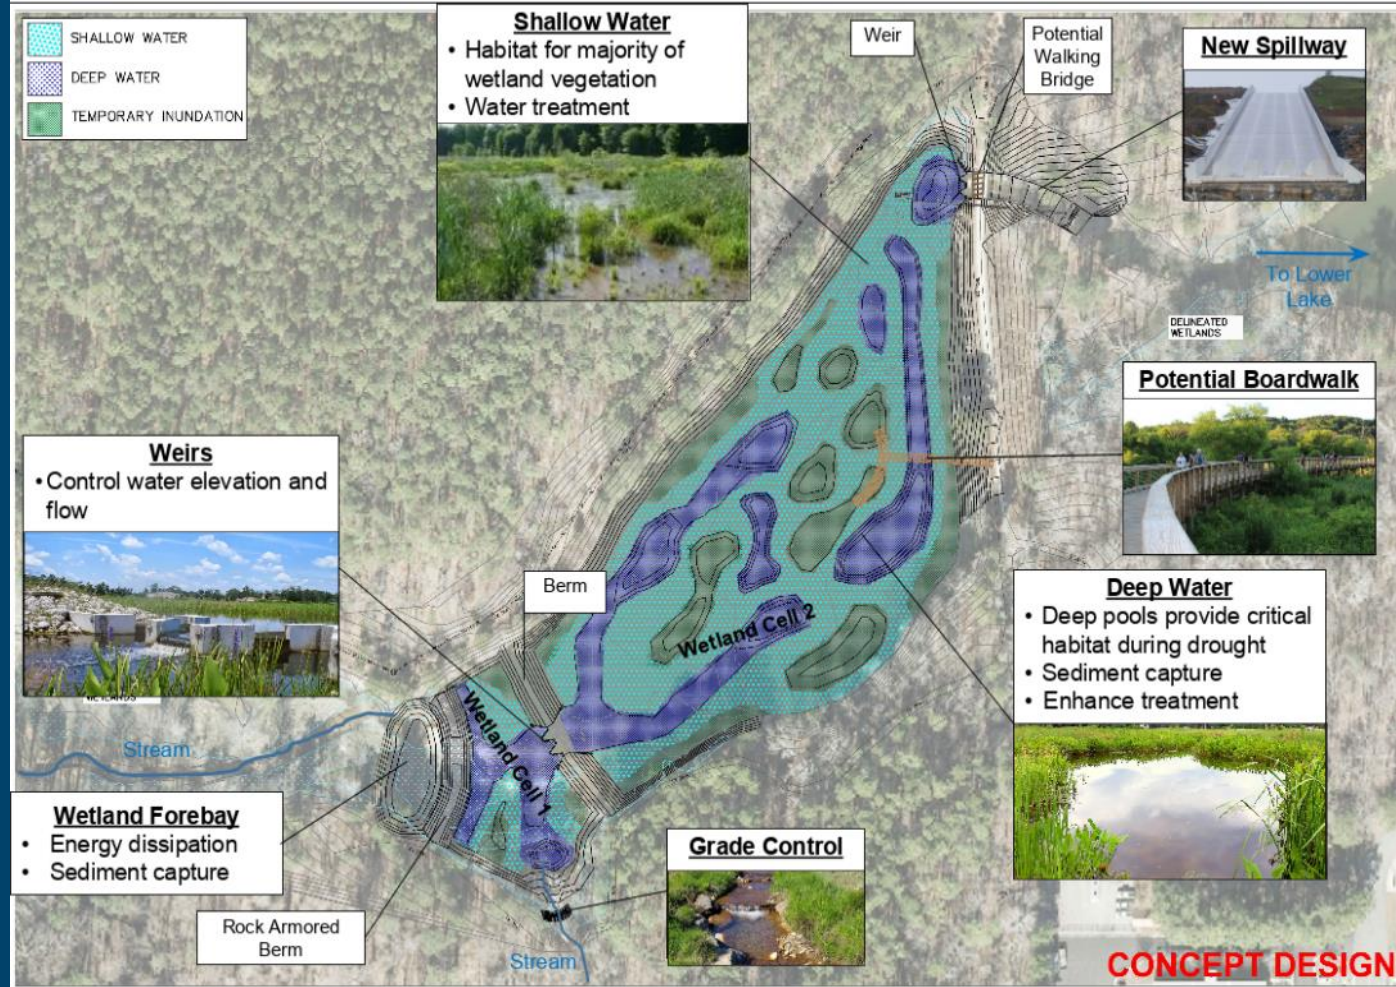 SHALLOW WATER
DEEP WATER
TEMPORARY INUNDATION
Shallow Water
• Habitat for majority of
wetland vegetation
• Water treatment
Weir
Potential
Walking
Bridge
New Spillway
To Lower
Lake
DELINEATED
WETLANDS
Potential Boardwalk
Weirs
• Control water elevation and
flow
Berm
Deep Water
• Deep pools provide critical
habitat during drought
• Sediment capture
• Enhance treatment
Wetland Cell 2
WETLANDS
Wetland Cell 1
Stream
Wetland Forebay
• Energy dissipation
• Sediment capture
Grade Control
Rock Armored
Berm
Stream
CONCEPT DESIGN